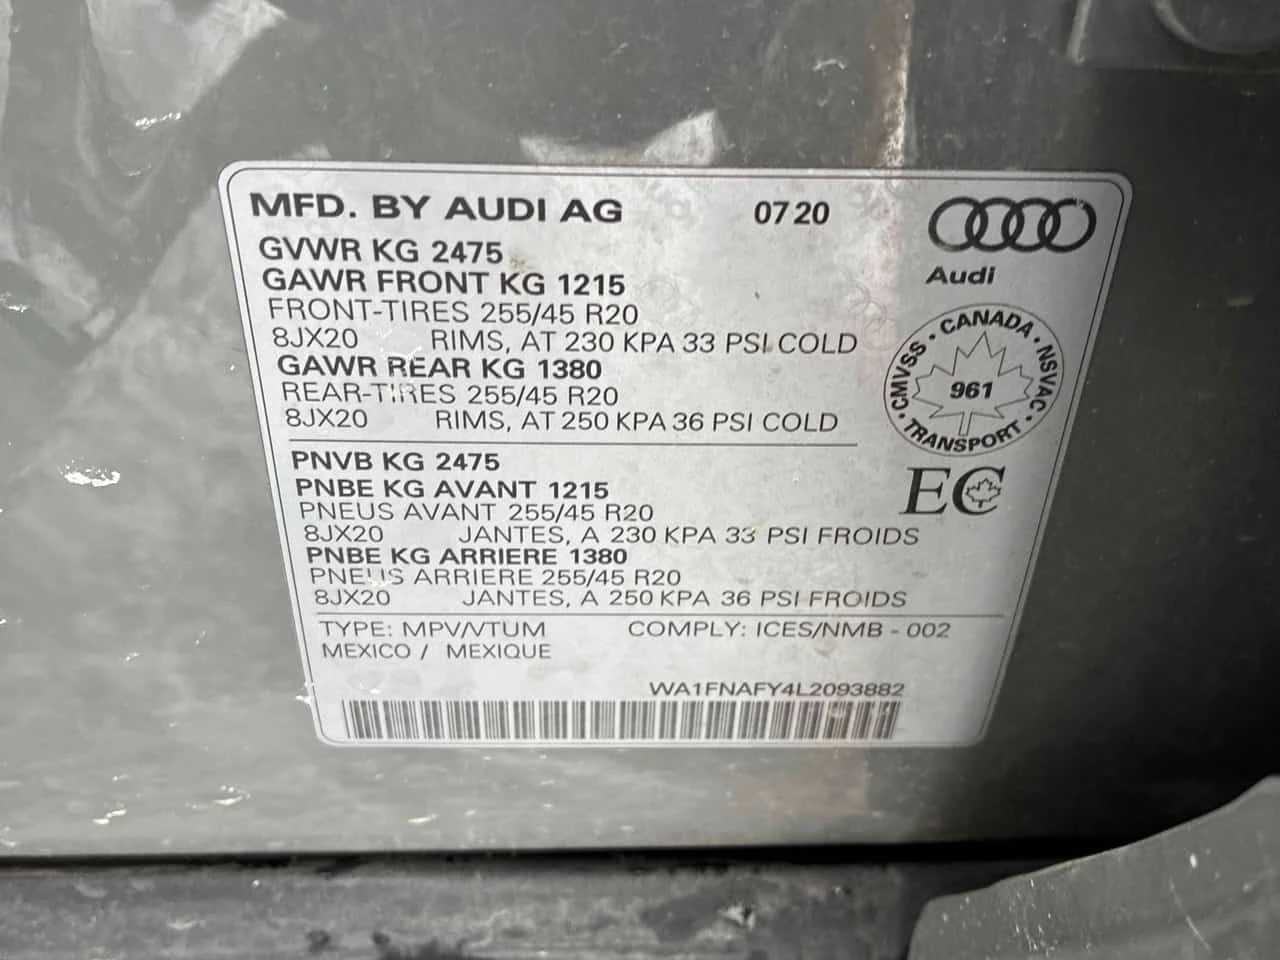 MFD. BY AUDI AG 07 20
GVWR KG 2475
GAWR FRONT KG 1215
FRONT-TIRES 255/45 R20
8JX20 RIMS, AT 230 KPA 33 PSI COLD
GAWR REAR KG 1380
REAR-TIRES 255/45 R20
8JX20 RIMS, AT 250 KPA 36 PSI COLD
Audi
CANADA · NSVAC · TRANSPORT · CMVSS ·
961
EC
PNVB KG 2475
PNBE KG AVANT 1215
PNEUS AVANT 255/45 R20
8JX20 JANTES, A 230 KPA 33 PSI FROIDS
PNBE KG ARRIERE 1380
PNEUS ARRIERE 255/45 R20
8JX20 JANTES, A 250 KPA 36 PSI FROIDS
TYPE: MPV/VTUM COMPLY: ICES/NMB - 002
MEXICO / MEXIQUE
WA1FNAFY4L2093882